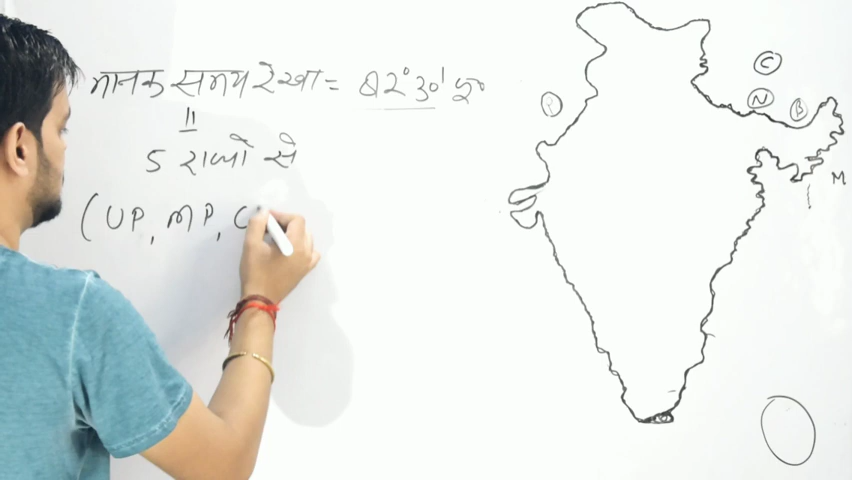 मानक समय रेखा = 82°30' पू०
॥
5 राज्यों से
(UP, MP, C
P
C
N
B
M